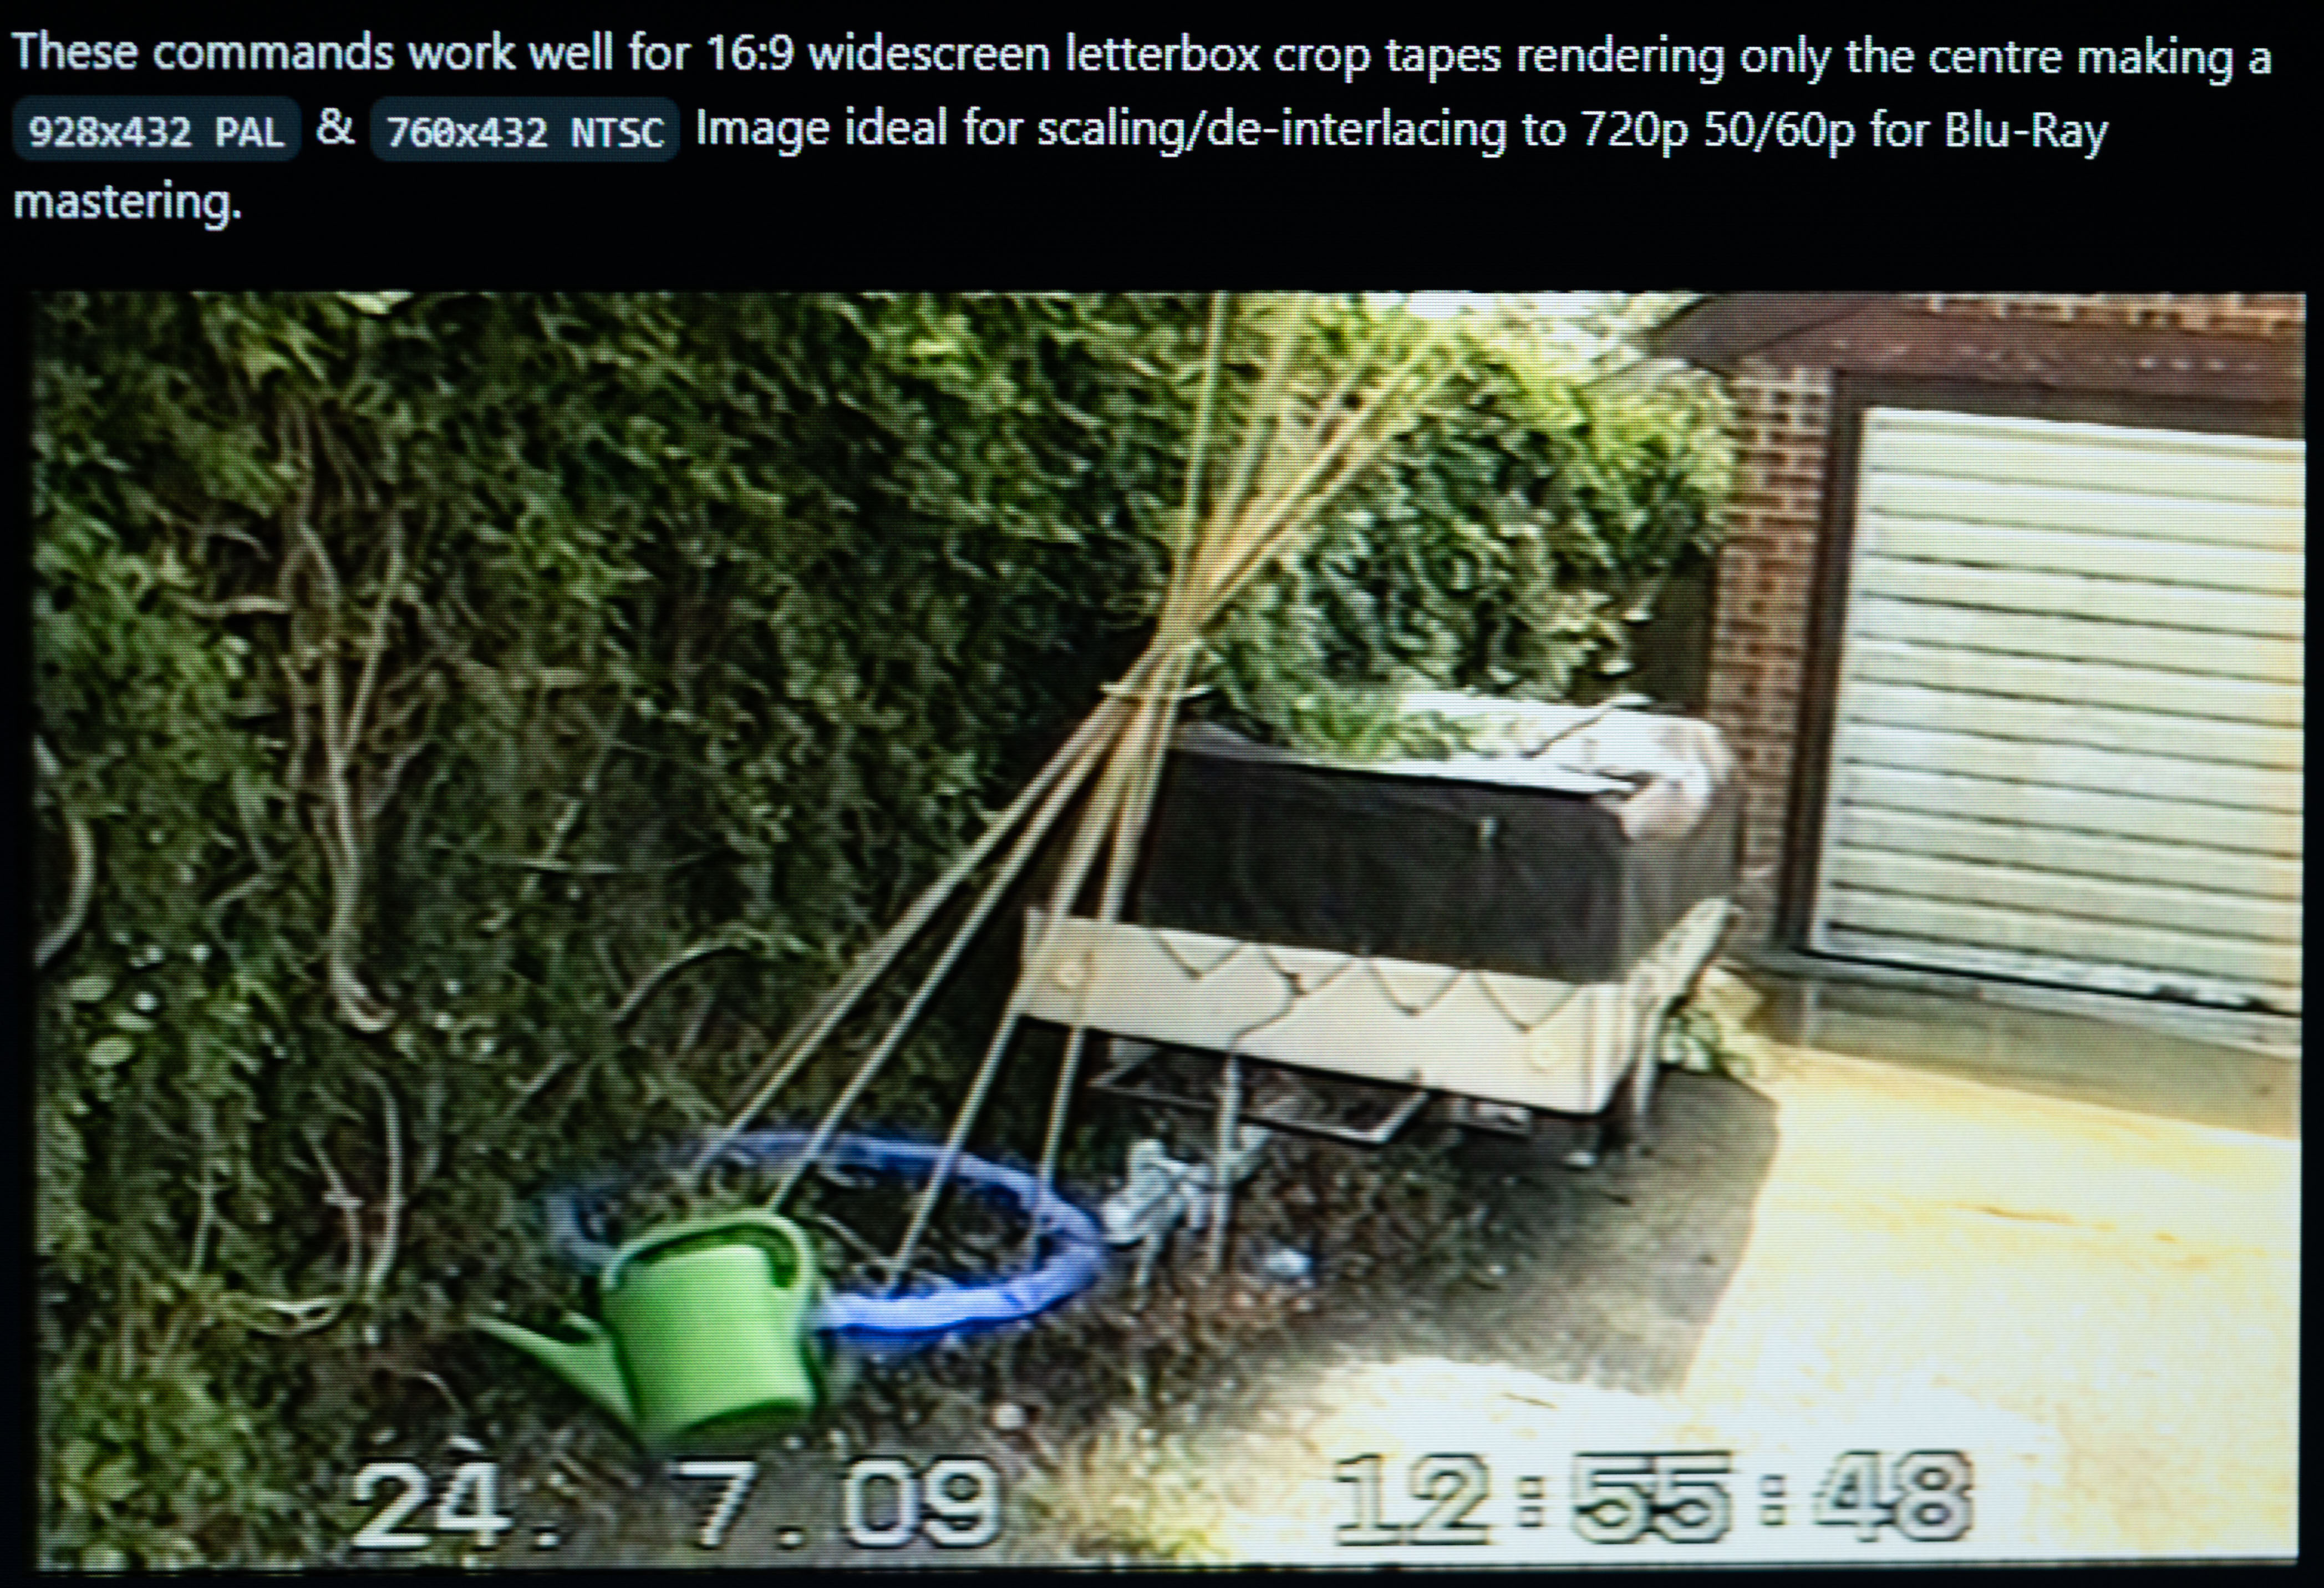 These commands work well for 16:9 widescreen letterbox crop tapes rendering only the centre making a
928x432 PAL & 760x432 NTSC Image ideal for scaling/de-interlacing to 720p 50/60p for Blu-Ray
mastering.
24. 7.09 12:55:48